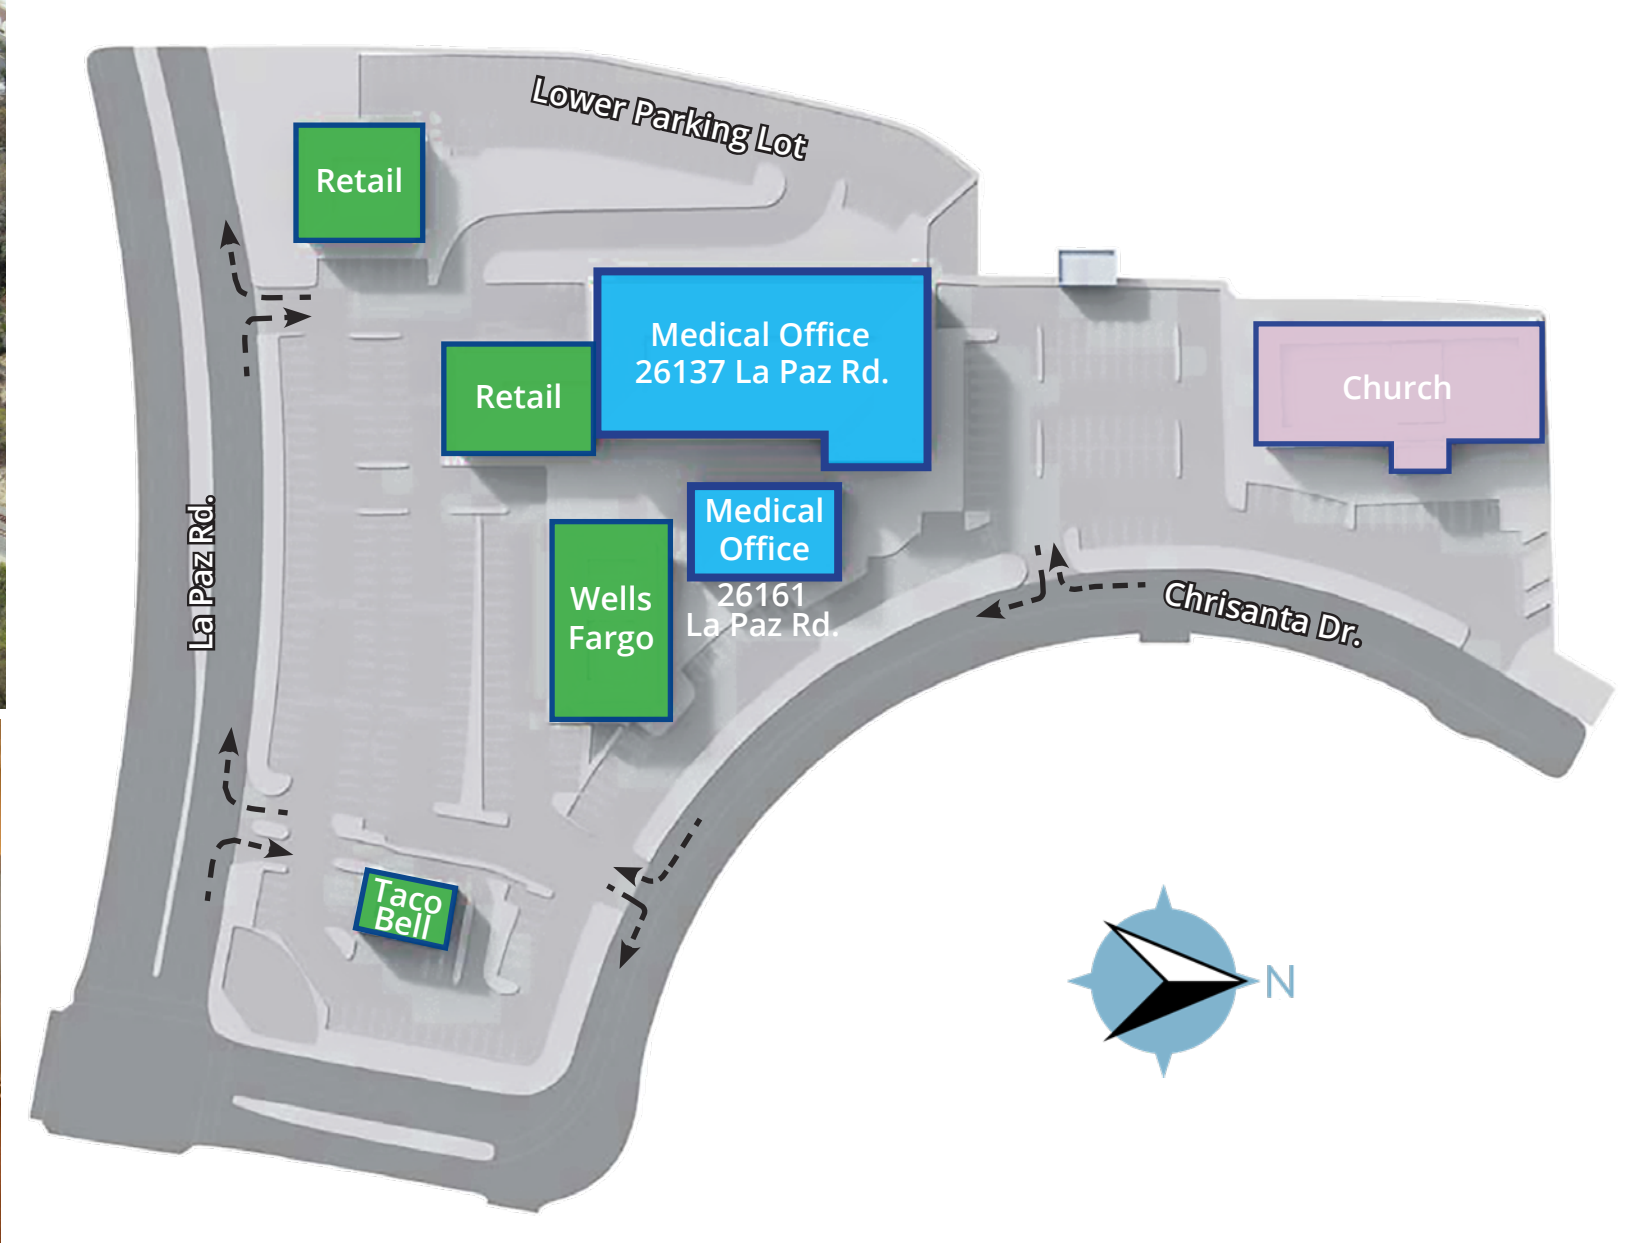 Lower Parking Lot
Retail
Medical Office
26137 La Paz Rd.
Retail
Church
Medical
Office
26161
La Paz Rd.
Wells
Fargo
La Paz Rd.
Chrisanta Dr.
Taco
Bell
N